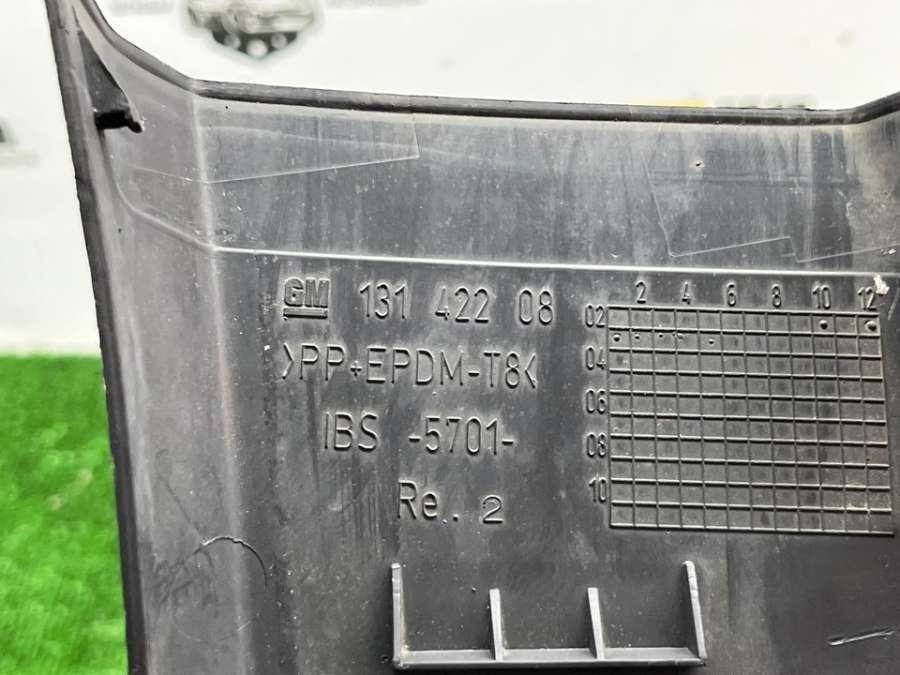 GM 131 422 08
>PP+EPDM-T8<
IBS -5701-
Re.. 2
2 4 6 8 10 12
02
04
06
08
10